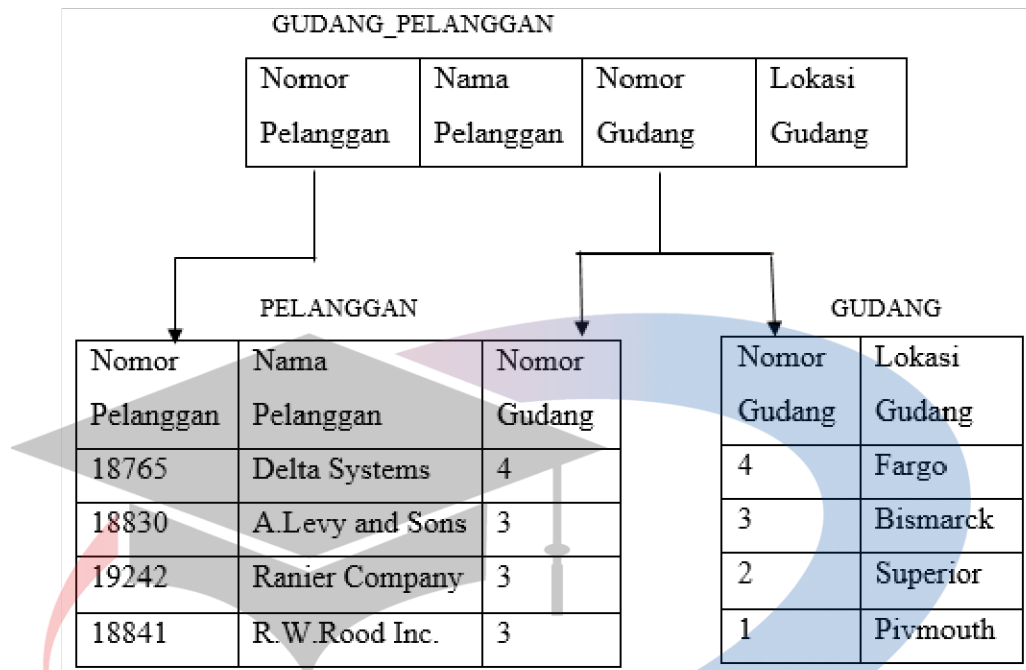 GUDANG_PELANGGAN
Nomor Pelanggan Nama Pelanggan Nomor Gudang Lokasi Gudang
PELANGGAN
Nomor Pelanggan Nama Pelanggan Nomor Gudang
18765 Delta Systems 4
18830 A.Levy and Sons 3
19242 Ranier Company 3
18841 R.W.Rood Inc. 3
GUDANG
Nomor Gudang Lokasi Gudang
4 Fargo
3 Bismarck
2 Superior
1 Pivmouth